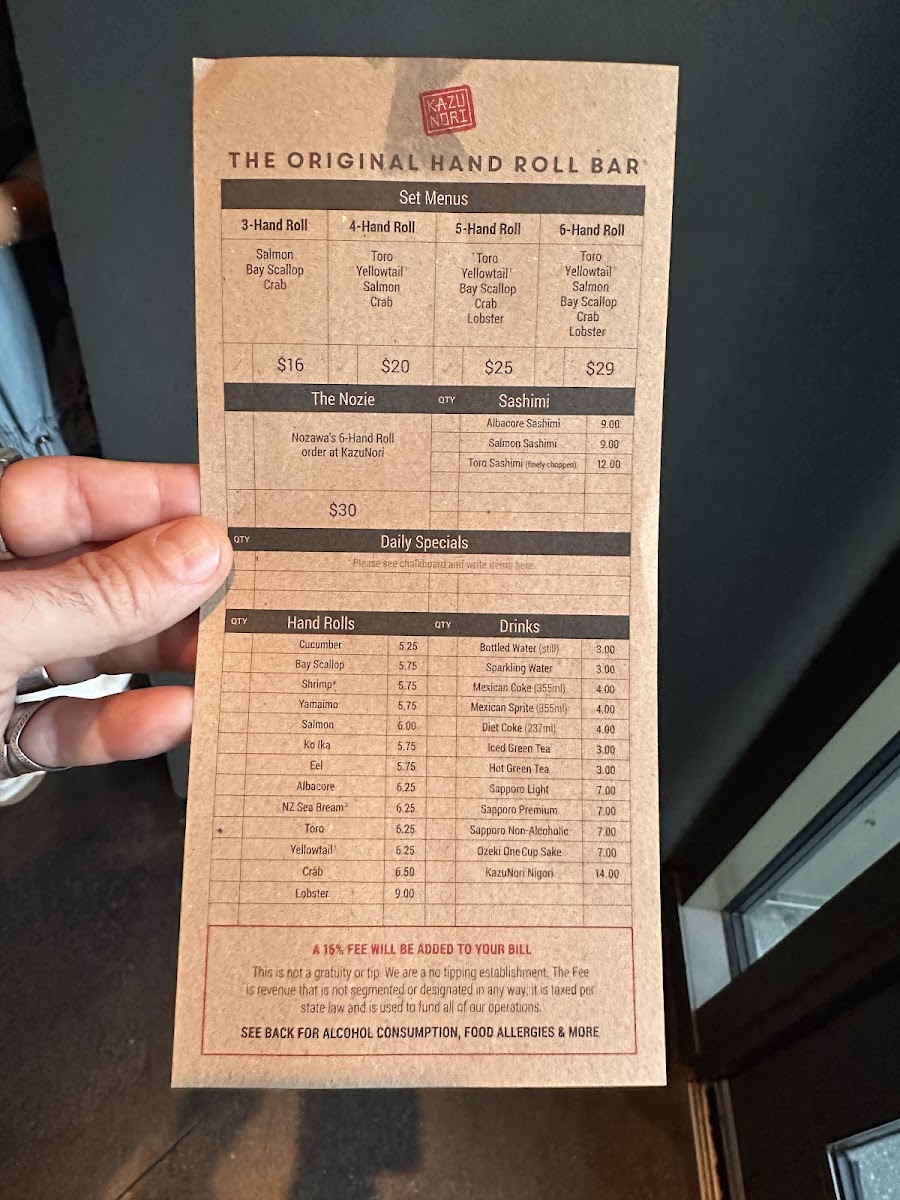 KAZU
NORI
THE ORIGINAL HAND ROLL BAR
Set Menus
3-Hand Roll
Salmon
Bay Scallop
Crab
$16
4-Hand Roll
Toro
Yellowtail
Salmon
Crab
$20
5-Hand Roll
Toro
Yellowtail
Bay Scallop
Crab
Lobster
$25
6-Hand Roll
Toro
Yellowtail
Salmon
Bay Scallop
Crab
Lobster
$29
The Nozie
Nozawa's 6-Hand Roll
order at KazuNori
$30
QTY Sashimi
Albacore Sashimi 9.00
Salmon Sashimi 9.00
Toro Sashimi (finely chopped) 12.00
QTY Daily Specials
Please see chalkboard and write items here
QTY Hand Rolls
Cucumber 5.25
Bay Scallop 5.75
Shrimp* 5.75
Yamaimo 5.75
Salmon 6.00
Ko Ika 5.75
Eel 5.75
Albacore 6.25
NZ Sea Bream 6.25
Toro 6.25
Yellowtail 6.25
Crab 6.50
Lobster 9.00
QTY Drinks
Bottled Water (still) 3.00
Sparkling Water 3.00
Mexican Coke (355ml) 4.00
Mexican Sprite (355ml) 4.00
Diet Coke (237ml) 4.00
Iced Green Tea 3.00
Hot Green Tea 3.00
Sapporo Light 7.00
Sapporo Premium 7.00
Sapporo Non-Alcoholic 7.00
Ozeki One Cup Sake 7.00
KazuNori Nigori 14.00
A 16% FEE WILL BE ADDED TO YOUR BILL
This is not a gratuity or tip. We are a no tipping establishment. The Fee
is revenue that is not segmented or designated in any way; it is taxed per
state law and is used to fund all of our operations.
SEE BACK FOR ALCOHOL CONSUMPTION, FOOD ALLERGIES & MORE